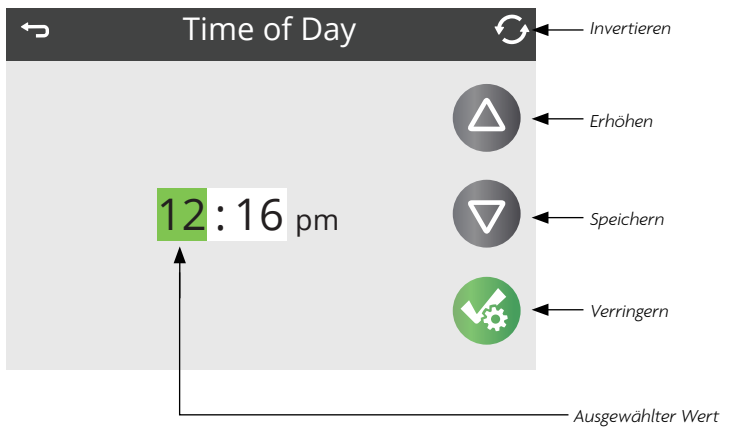 Time of Day
Invertieren
Erhöhen
12 : 16 pm
Speichern
Verringern
Ausgewählter Wert